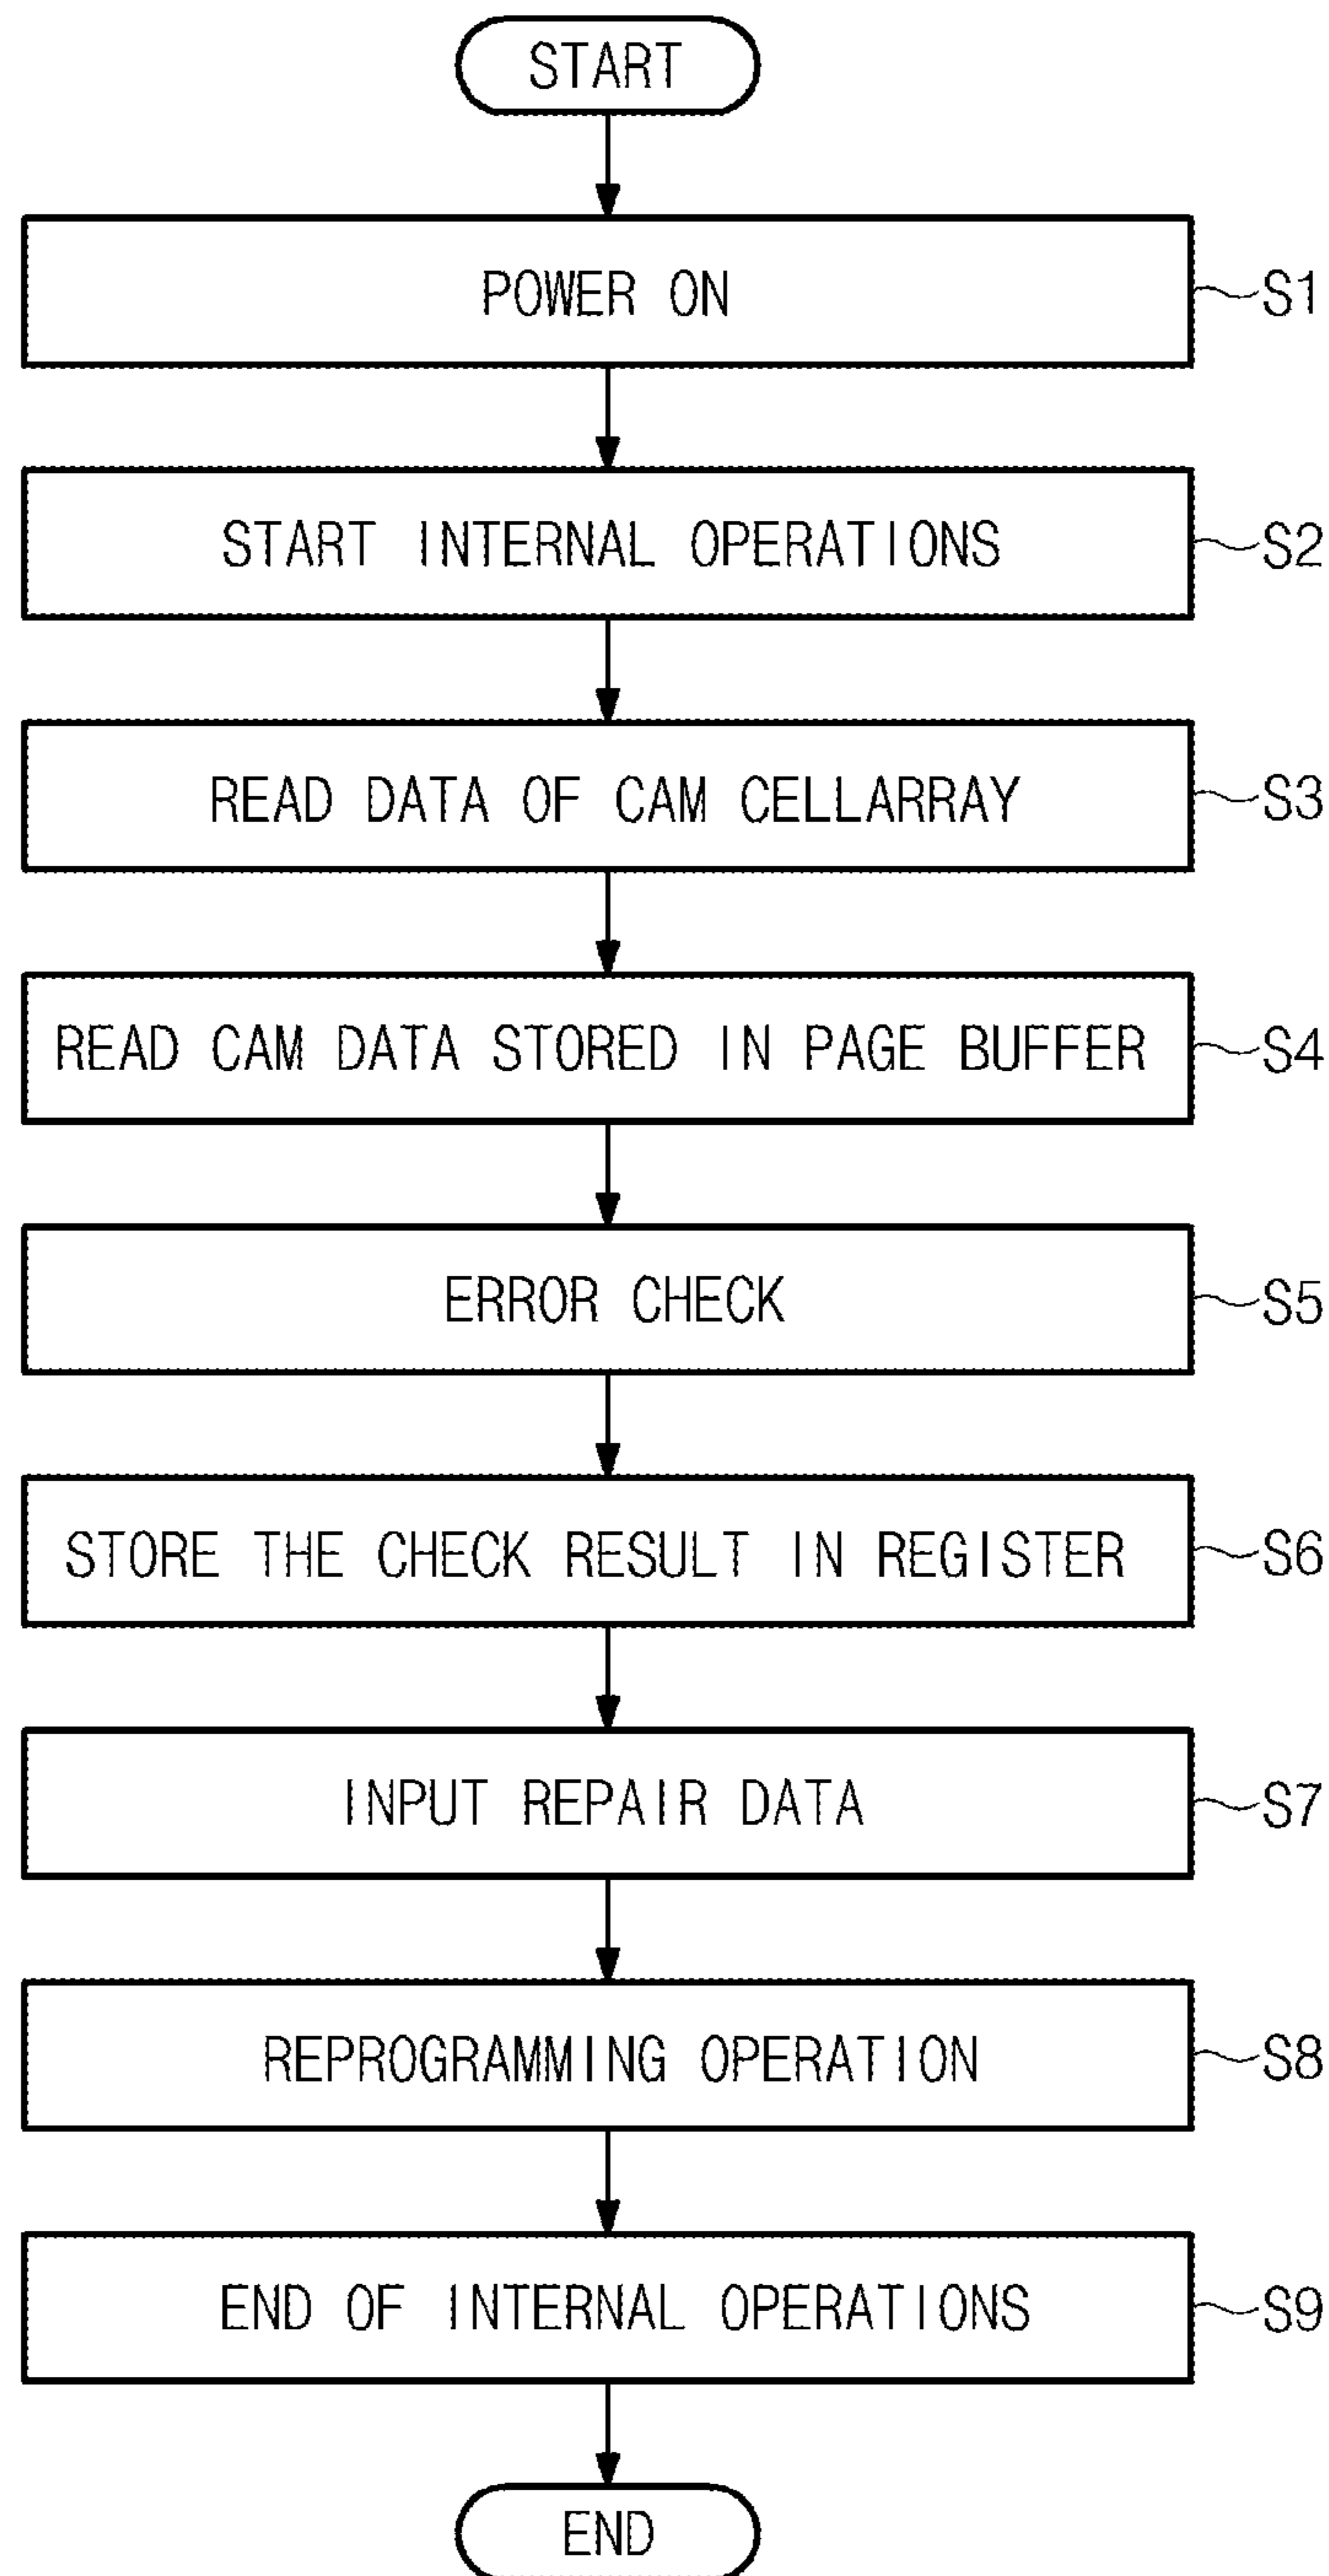 START
POWER ON
S1
START INTERNAL OPERATIONS
S2
READ DATA OF CAM CELLARRAY
S3
READ CAM DATA STORED IN PAGE BUFFER
S4
ERROR CHECK
S5
STORE THE CHECK RESULT IN REGISTER
S6
INPUT REPAIR DATA
S7
REPROGRAMMING OPERATION
S8
END OF INTERNAL OPERATIONS
S9
END